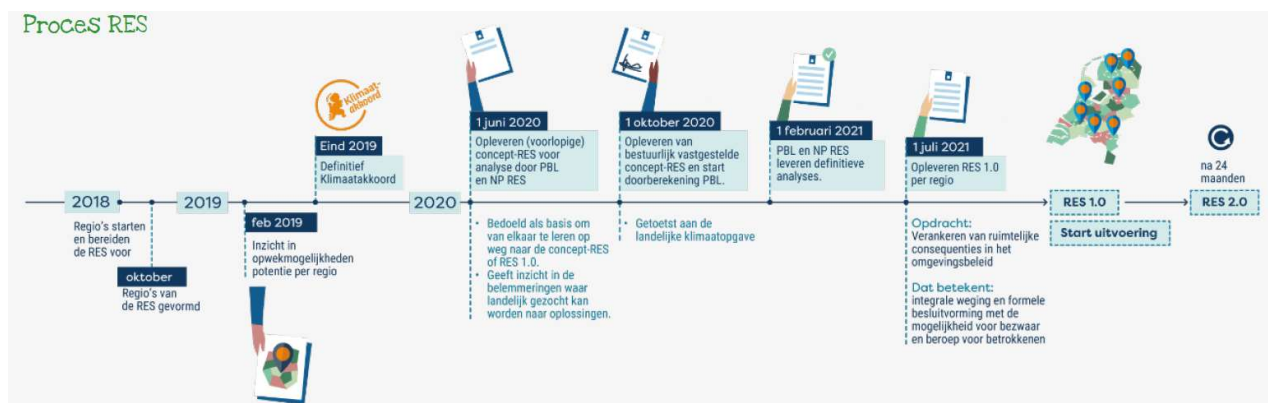 Proces RES
Klimaat-
akkoord
1 juni 2020
Opleveren (voorlopige)
concept-RES voor
analyse door PBL
en NP RES
1 oktober 2020
Opleveren van
bestuurlijk vastgestelde
concept-RES en start
doorberekening PBL.
1 februari 2021
PBL en NP RES
leveren definitieve
analyses.
1 juli 2021
Opleveren RES 1.0
per regio
Eind 2019
Definitief
Klimaatakkoord
na 24
maanden
2018
2019
2020
RES 1.0
RES 2.0
Start uitvoering
Regio's starten
en bereiden
de RES voor
oktober
Regio's van
de RES gevormd
feb 2019
Inzicht in
opwekmogelijkheden
potentie per regio
• Bedoeld als basis om
van elkaar te leren op
weg naar de concept-RES
of RES 1.0.
• Geeft inzicht in de
belemmeringen waar
landelijk gezocht kan
worden naar oplossingen.
• Getoetst aan de
landelijke klimaatopgave
Opdracht:
Verankeren van ruimtelijke
consequenties in het
omgevingsbeleid
Dat betekent:
integrale weging en formele
besluitvorming met de
mogelijkheid voor bezwaar
en beroep voor betrokkenen